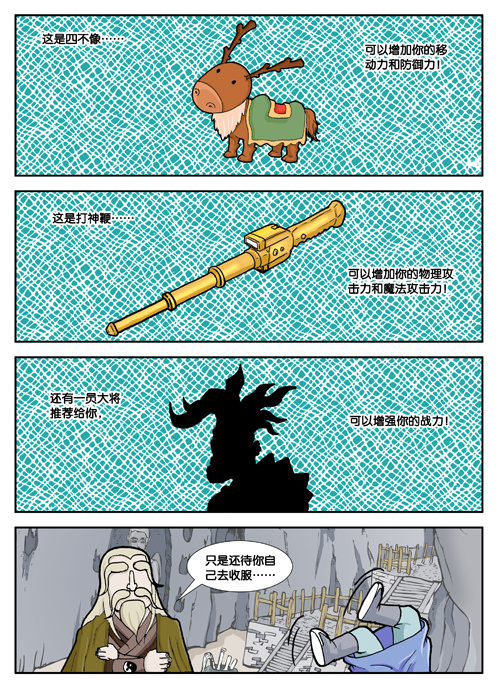 这是四不像……
可以增加你的移
动力和防御力！
这是打神鞭……
可以增加你的物理攻
击力和魔法攻击力！
还有一员大将
推荐给你，
可以增强你的战力！
只是还待你自
己去收服……